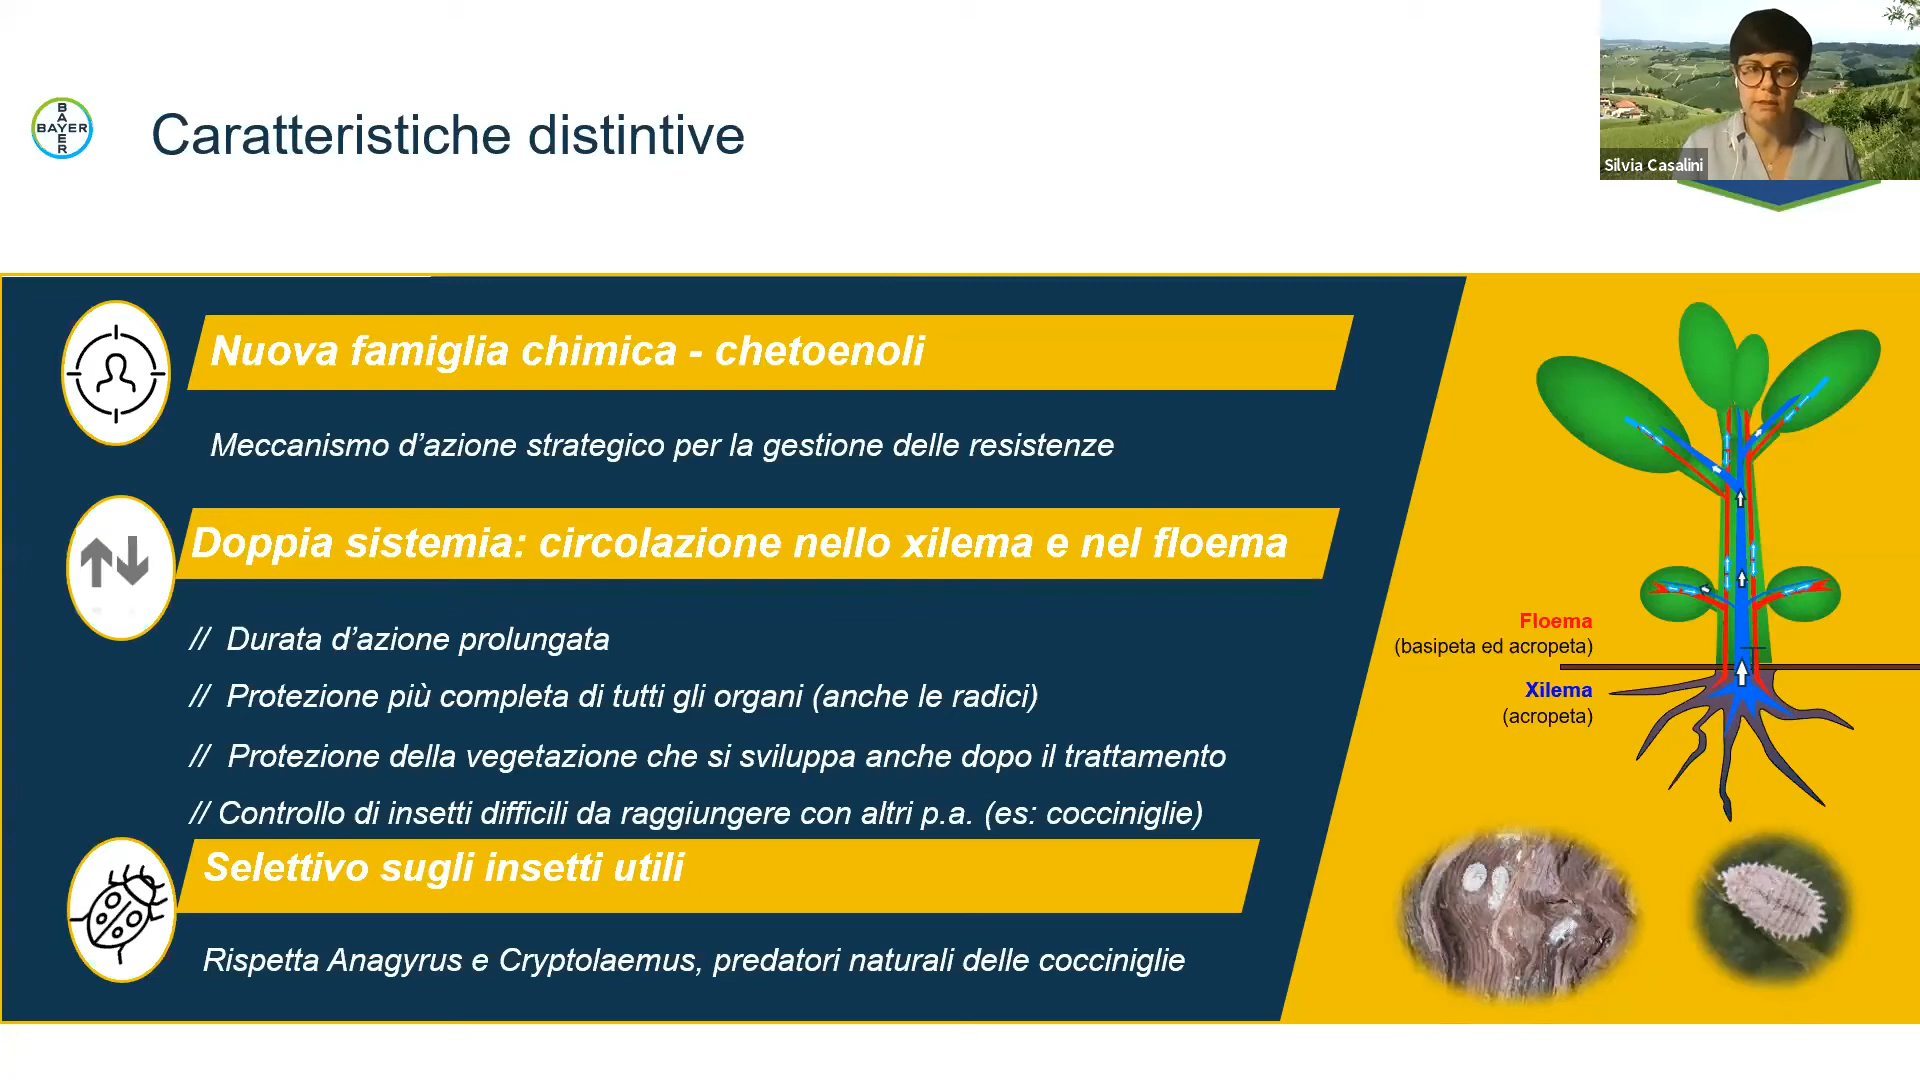 Silvia Casalini
BAYER
BAYER
Caratteristiche distintive
Nuova famiglia chimica - chetoenoli
Meccanismo d’azione strategico per la gestione delle resistenze
Doppia sistemia: circolazione nello xilema e nel floema
// Durata d’azione prolungata
// Protezione più completa di tutti gli organi (anche le radici)
// Protezione della vegetazione che si sviluppa anche dopo il trattamento
// Controllo di insetti difficili da raggiungere con altri p.a. (es: cocciniglie)
Selettivo sugli insetti utili
Rispetta Anagyrus e Cryptolaemus, predatori naturali delle cocciniglie
Floema
(basipeta ed acropeta)
Xilema
(acropeta)